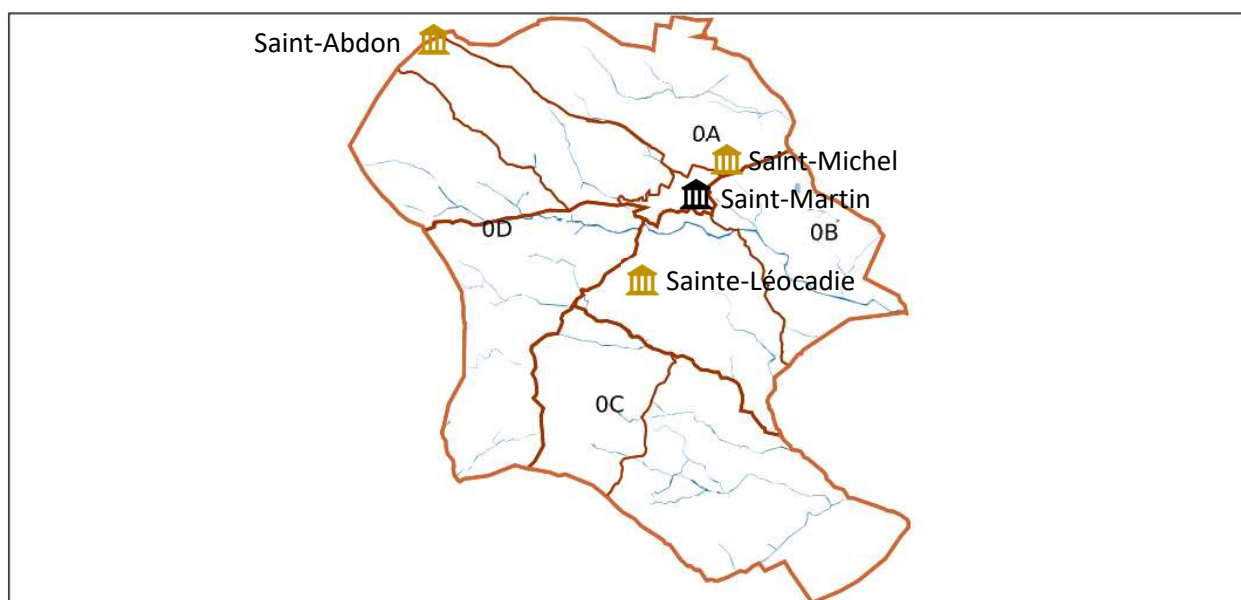 Saint-Abdon
0A
Saint-Michel
Saint-Martin
0B
0D
Sainte-Léocadie
0C